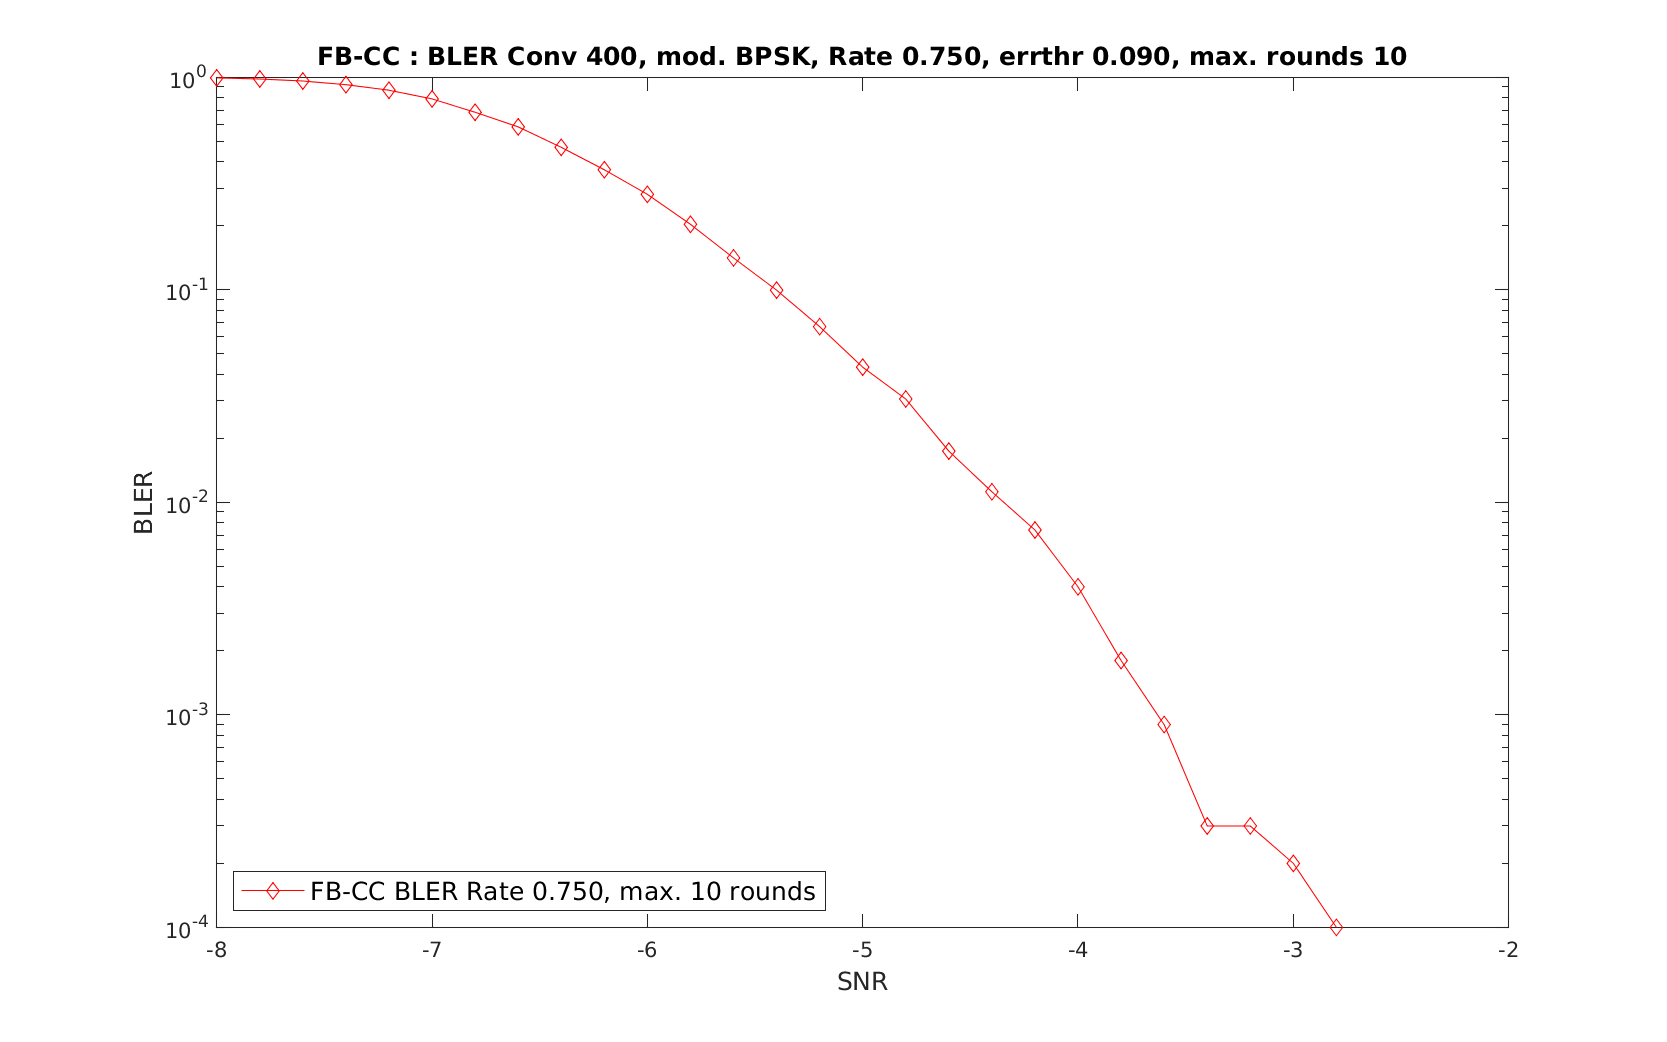 FB-CC : BLER Conv 400, mod. BPSK, Rate 0.750, errthr 0.090, max. rounds 10
10^0
10^-1
10^-2
10^-3
10^-4
BLER
FB-CC BLER Rate 0.750, max. 10 rounds
-8 -7 -6 -5 -4 -3 -2
SNR